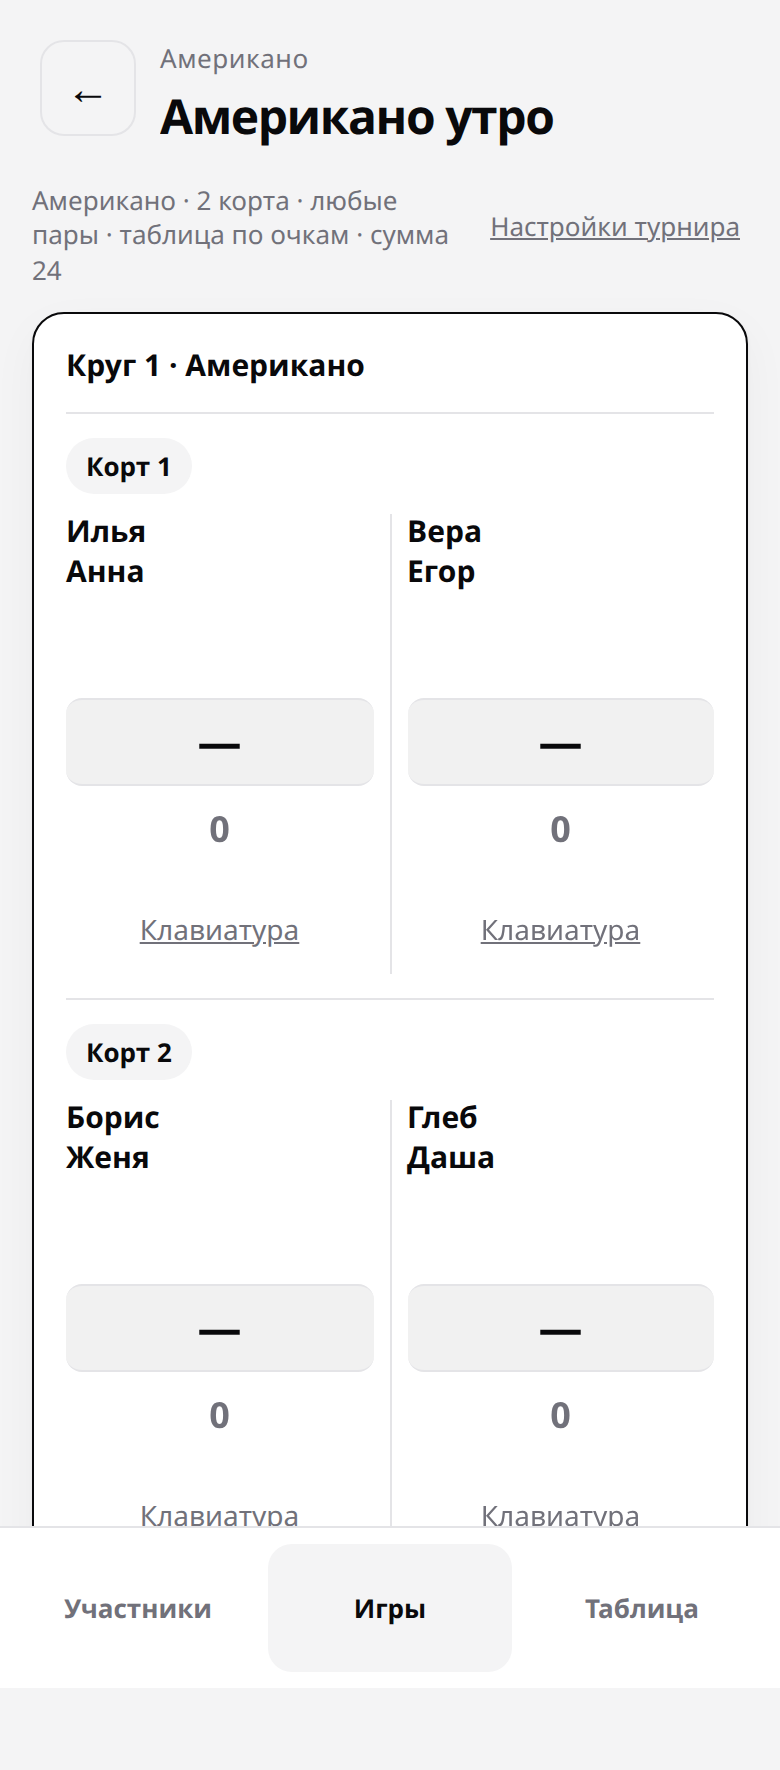 ←
Американо
Американо утро
Американо · 2 корта · любые
пары · таблица по очкам · сумма
24
Настройки турнира
Круг 1 · Американо
Корт 1
Илья
Анна
Вера
Егор
— —
0 0
Клавиатура Клавиатура
Корт 2
Борис
Женя
Глеб
Даша
— —
0 0
Клавиатура Клавиатура
Участники Игры Таблица